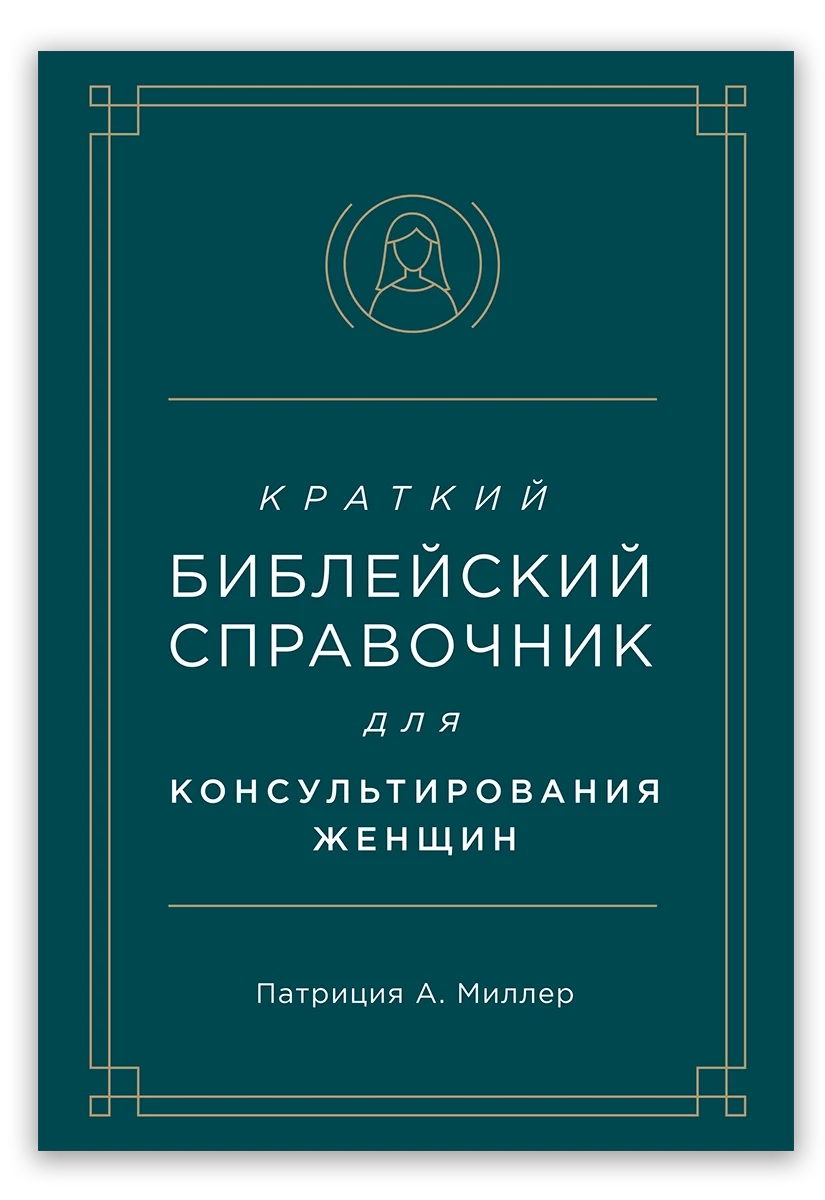 КРАТКИЙ
БИБЛЕЙСКИЙ
СПРАВОЧНИК
для
КОНСУЛЬТИРОВАНИЯ
ЖЕНЩИН
Патриция А. Миллер